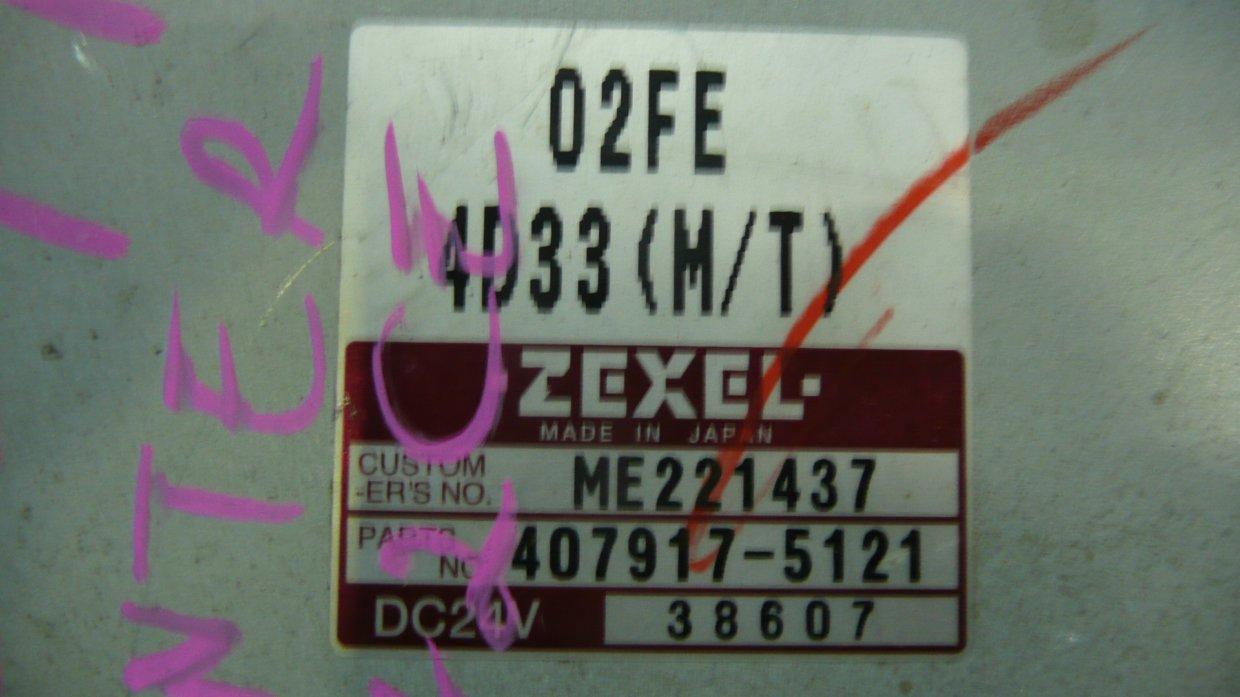 02FE
4D33(M/T)
ZEXEL
MADE IN JAPAN
CUSTOM
-ER'S NO. ME221437
PARTS
NO. 407917-5121
DC24V 38607